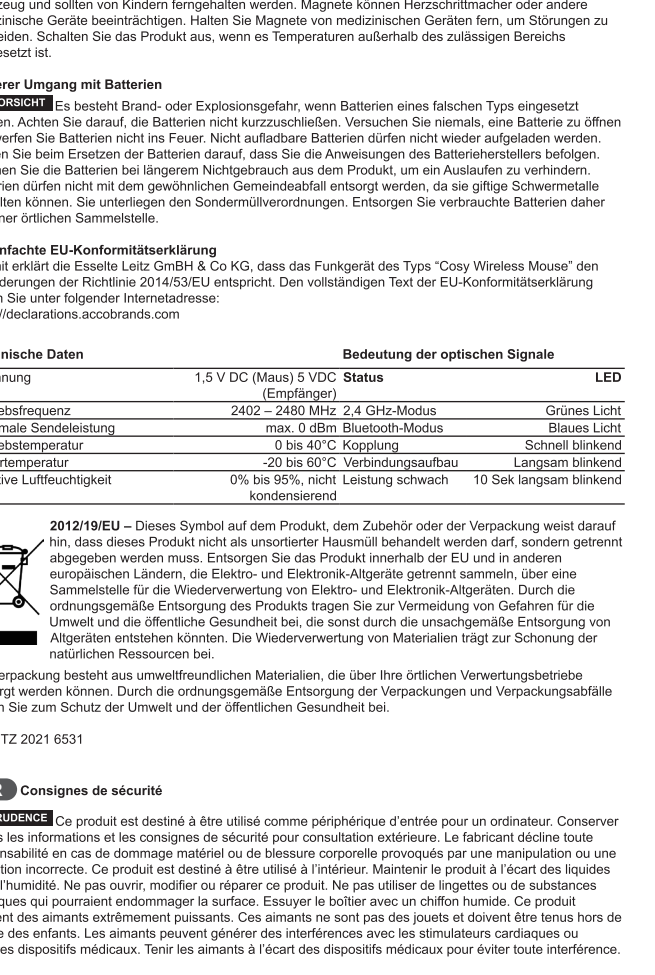 zeug und sollten von Kindern ferngehalten werden. Magnete können Herzschrittmacher oder andere
zinische Geräte beeinträchtigen. Halten Sie Magnete von medizinischen Geräten fern, um Störungen zu
eiden. Schalten Sie das Produkt aus, wenn es Temperaturen außerhalb des zulässigen Bereichs
esetzt ist.
erer Umgang mit Batterien
ORSICHT Es besteht Brand- oder Explosionsgefahr, wenn Batterien eines falschen Typs eingesetzt
en. Achten Sie darauf, die Batterien nicht kurzzuschließen. Versuchen Sie niemals, eine Batterie zu öffnen
werfen Sie Batterien nicht ins Feuer. Nicht aufladbare Batterien dürfen nicht wieder aufgeladen werden.
en Sie beim Ersetzen der Batterien darauf, dass Sie die Anweisungen des Batterieherstellers befolgen.
nen Sie die Batterien bei längerem Nichtgebrauch aus dem Produkt, um ein Auslaufen zu verhindern.
rien dürfen nicht mit dem gewöhnlichen Gemeindeabfall entsorgt werden, da sie giftige Schwermetalle
lten können. Sie unterliegen den Sondermüllverordnungen. Entsorgen Sie verbrauchte Batterien daher
ner örtlichen Sammelstelle.
nfachte EU-Konformitätserklärung
it erklärt die Esselte Leitz GmBH & Co KG, dass das Funkgerät des Typs “Cosy Wireless Mouse” den
derungen der Richtlinie 2014/53/EU entspricht. Den vollständigen Text der EU-Konformitätserklärung
n Sie unter folgender Internetadresse:
//declarations.accobrands.com
nische Daten Bedeutung der optischen Signale
nnung 1,5 V DC (Maus) 5 VDC Status LED
(Empfänger)
ebsfrequenz 2402 – 2480 MHz 2,4 GHz-Modus Grünes Licht
male Sendeleistung max. 0 dBm Bluetooth-Modus Blaues Licht
ebstemperatur 0 bis 40°C Kopplung Schnell blinkend
rtemperatur -20 bis 60°C Verbindungsaufbau Langsam blinkend
tive Luftfeuchtigkeit 0% bis 95%, nicht Leistung schwach 10 Sek langsam blinkend
kondensierend
2012/19/EU – Dieses Symbol auf dem Produkt, dem Zubehör oder der Verpackung weist darauf
hin, dass dieses Produkt nicht als unsortierter Hausmüll behandelt werden darf, sondern getrennt
abgegeben werden muss. Entsorgen Sie das Produkt innerhalb der EU und in anderen
europäischen Ländern, die Elektro- und Elektronik-Altgeräte getrennt sammeln, über eine
Sammelstelle für die Wiederverwertung von Elektro- und Elektronik-Altgeräten. Durch die
ordnungsgemäße Entsorgung des Produkts tragen Sie zur Vermeidung von Gefahren für die
Umwelt und die öffentliche Gesundheit bei, die sonst durch die unsachgemäße Entsorgung von
Altgeräten entstehen könnten. Die Wiederverwertung von Materialien trägt zur Schonung der
natürlichen Ressourcen bei.
erpackung besteht aus umweltfreundlichen Materialien, die über Ihre örtlichen Verwertungsbetriebe
rgt werden können. Durch die ordnungsgemäße Entsorgung der Verpackungen und Verpackungsabfälle
n Sie zum Schutz der Umwelt und der öffentlichen Gesundheit bei.
TZ 2021 6531
R Consignes de sécurité
RUDENCE Ce produit est destiné à être utilisé comme périphérique d’entrée pour un ordinateur. Conserver
s les informations et les consignes de sécurité pour consultation extérieure. Le fabricant décline toute
nsabilité en cas de dommage matériel ou de blessure corporelle provoqués par une manipulation ou une
tion incorrecte. Ce produit est destiné à être utilisé à l’intérieur. Maintenir le produit à l’écart des liquides
l’humidité. Ne pas ouvrir, modifier ou réparer ce produit. Ne pas utiliser de lingettes ou de substances
iques qui pourraient endommager la surface. Essuyer le boîtier avec un chiffon humide. Ce produit
ent des aimants extrêmement puissants. Ces aimants ne sont pas des jouets et doivent être tenus hors de
e des enfants. Les aimants peuvent générer des interférences avec les stimulateurs cardiaques ou
es dispositifs médicaux. Tenir les aimants à l’écart des dispositifs médicaux pour éviter toute interférence.